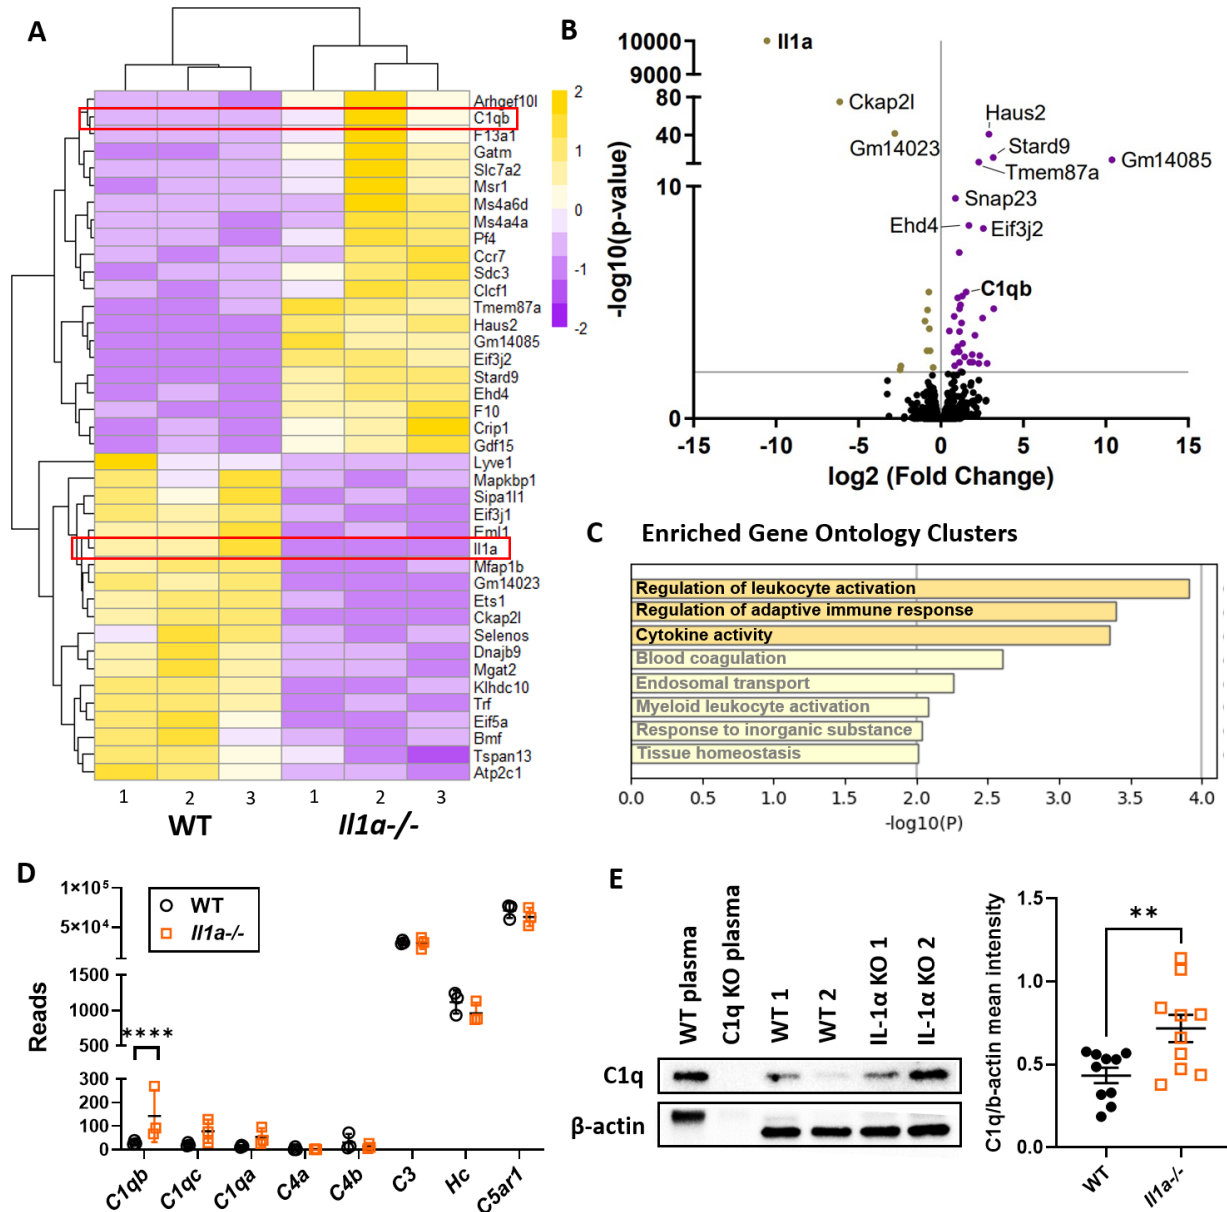 A
Arhgef10l
C1qb
F13a1
Gatm
Slc7a2
Msr1
Ms4a6d
Ms4a4a
Pf4
Ccr7
Sdc3
Clcf1
Tmem87a
Haus2
Gm14085
Eif3j2
Stard9
Ehd4
F10
Crip1
Gdf15
Lyve1
Mapkbp1
Sipa1l1
Eif3j1
Eml1
Il1a
Mfap1b
Gm14023
Ets1
Ckap2l
Selenos
Dnajb9
Mgat2
Klhdc10
Trf
Eif5a
Bmf
Tspan13
Atp2c1
2
1
0
-1
-2
1 2 3 1 2 3
WT Il1a-/-
B
-log10(p-value)
10000
9000
80
40
10
0
Il1a
Ckap2l
Gm14023
Haus2
Stard9
Tmem87a
Gm14085
Snap23
Ehd4
Eif3j2
C1qb
-15 -10 -5 0 5 10 15
log2 (Fold Change)
C Enriched Gene Ontology Clusters
Regulation of leukocyte activation
Regulation of adaptive immune response
Cytokine activity
Blood coagulation
Endosomal transport
Myeloid leukocyte activation
Response to inorganic substance
Tissue homeostasis
0.0 0.5 1.0 1.5 2.0 2.5 3.0 3.5 4.0
-log10(P)
D
WT
Il1a-/-
Reads
1×10⁵
5×10⁴
1500
1000
500
300
200
100
0
****
C1qb C1qc C1qa C4a C4b C3 Hc C5ar1
E
WT plasma
C1q KO plasma
WT 1
WT 2
IL-1α KO 1
IL-1α KO 2
C1q
β-actin
C1q/b-actin mean intensity
1.5
1.0
0.5
0.0
**
WT Il1a-/-